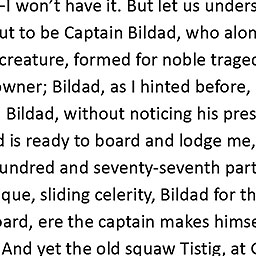 –I won't have it. But let us unders
ut to be Captain Bildad, who alon
creature, formed for noble traged
owner; Bildad, as I hinted before,
Bildad, without noticing his pres
d is ready to board and lodge me,
undred and seventy-seventh part
que, sliding celerity, Bildad for th
oard, ere the captain makes himse
And yet the old squaw Tistig, at G